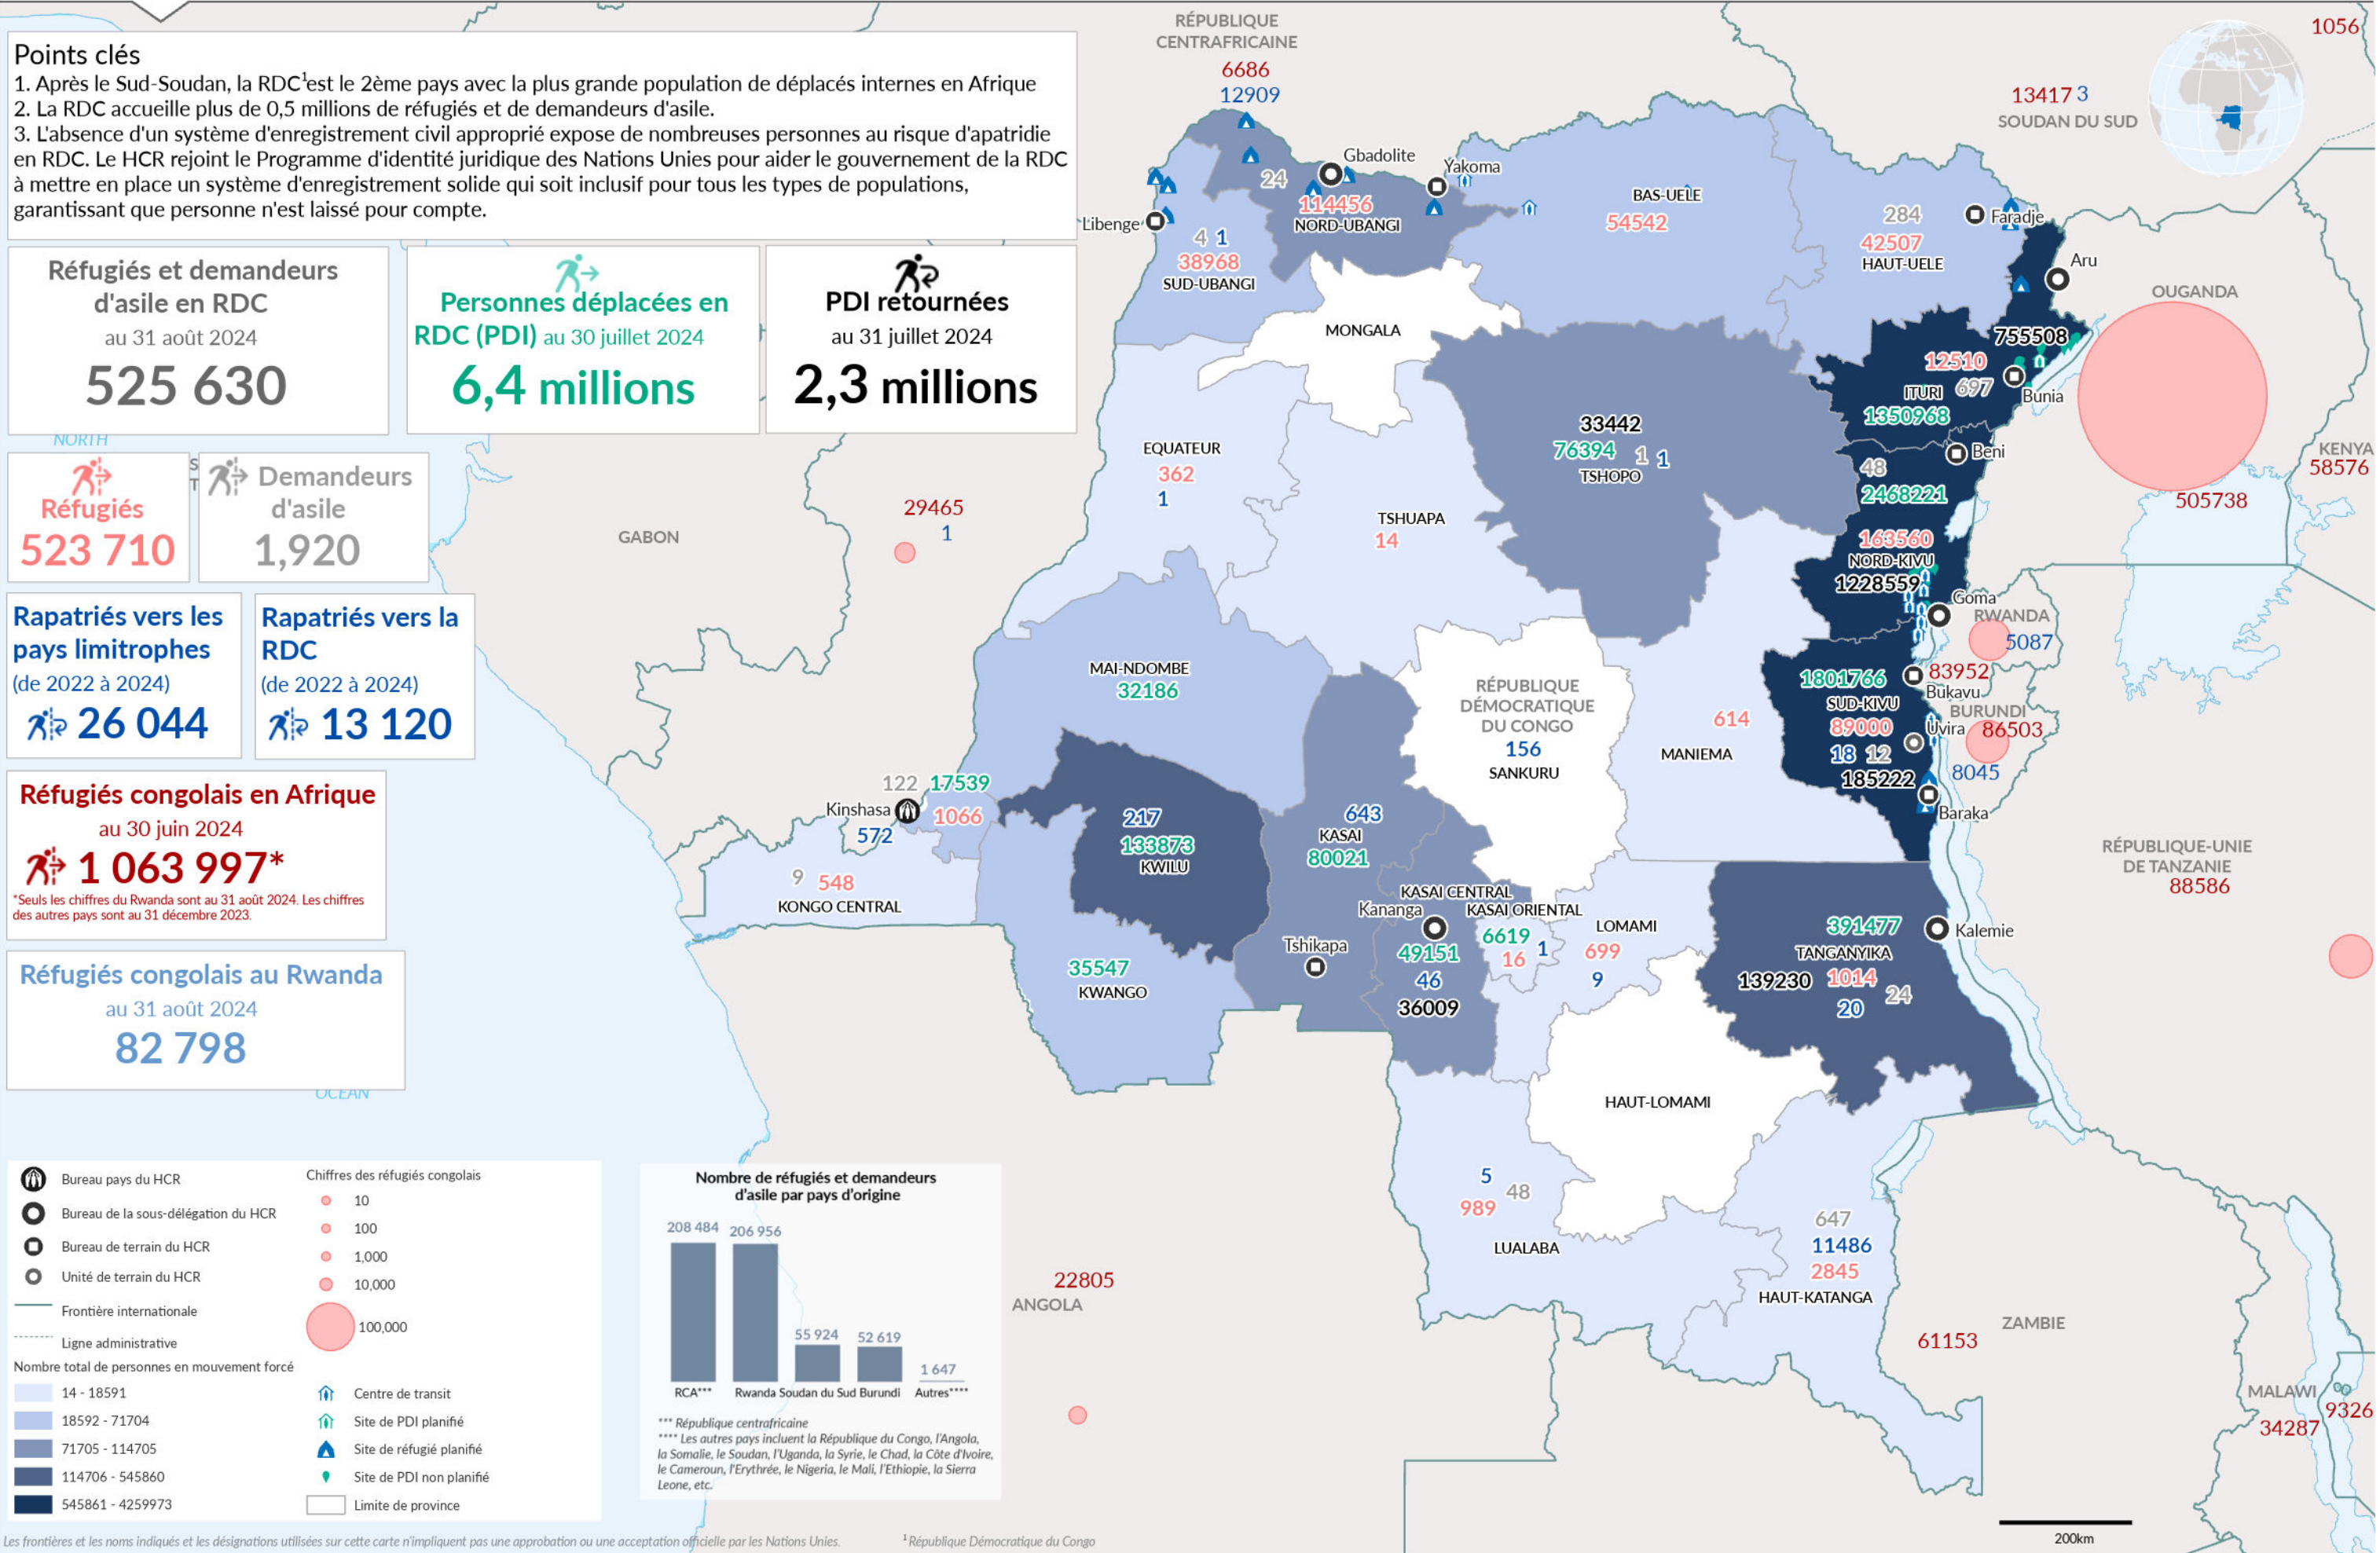 Points clés
1. Après le Sud-Soudan, la RDC¹est le 2ème pays avec la plus grande population de déplacés internes en Afrique
2. La RDC accueille plus de 0,5 millions de réfugiés et de demandeurs d'asile.
3. L'absence d'un système d'enregistrement civil approprié expose de nombreuses personnes au risque d'apatridie
en RDC. Le HCR rejoint le Programme d'identité juridique des Nations Unies pour aider le gouvernement de la RDC
à mettre en place un système d'enregistrement solide qui soit inclusif pour tous les types de populations,
garantissant que personne n'est laissé pour compte.
Réfugiés et demandeurs
d'asile en RDC
au 31 août 2024
525 630
Personnes déplacées en
RDC (PDI) au 30 juillet 2024
6,4 millions
PDI retournées
au 31 juillet 2024
2,3 millions
NORTH
S
T
Réfugiés
523 710
Demandeurs
d'asile
1,920
Rapatriés vers les
pays limitrophes
(de 2022 à 2024)
26 044
Rapatriés vers la
RDC
(de 2022 à 2024)
13 120
Réfugiés congolais en Afrique
au 30 juin 2024
1 063 997*
*Seuls les chiffres du Rwanda sont au 31 août 2024. Les chiffres
des autres pays sont au 31 décembre 2023.
Réfugiés congolais au Rwanda
au 31 août 2024
82 798
OCEAN
RÉPUBLIQUE
CENTRAFRICAINE
6686
12909
1056
13417 3
SOUDAN DU SUD
Gbadolite
Yakoma
24
114456
NORD-UBANGI
Libenge
4 1
38968
SUD-UBANGI
BAS-UELE
54542
284
Faradje
42507
HAUT-UELE
Aru
OUGANDA
505738
MONGALA
755508
12510
ITURI 697
Bunia
1350968
KENYA
58576
EQUATEUR
362
1
33442
76394 1 1
TSHOPO
Beni
48
2468221
163560
NORD-KIVU
1228559
Goma
RWANDA
5087
TSHUAPA
14
29465
1
GABON
MAI-NDOMBE
32186
RÉPUBLIQUE
DÉMOCRATIQUE
DU CONGO
156
SANKURU
614
MANIEMA
1801766
83952
Bukavu
SUD-KIVU
BURUNDI
89000
Uvira 86503
18 12
8045
185222
Baraka
122 17539
Kinshasa
1066
572
217
133873
KWILU
643
KASAI
80021
9 548
KONGO CENTRAL
KASAI CENTRAL
Kananga
KASAI ORIENTAL
6619
16 1
49151
46
36009
Tshikapa
LOMAMI
699
9
35547
KWANGO
391477
Kalemie
TANGANYIKA
139230 1014
24
20
RÉPUBLIQUE-UNIE
DE TANZANIE
88586
HAUT-LOMAMI
5
48
989
LUALABA
647
11486
2845
HAUT-KATANGA
22805
ANGOLA
ZAMBIE
61153
MALAWI
34287
9326
Bureau pays du HCR
Bureau de la sous-délégation du HCR
Bureau de terrain du HCR
Unité de terrain du HCR
Frontière internationale
Ligne administrative
Nombre total de personnes en mouvement forcé
14 - 18591
18592 - 71704
71705 - 114705
114706 - 545860
545861 - 4259973
Chiffres des réfugiés congolais
10
100
1,000
10,000
100,000
Centre de transit
Site de PDI planifié
Site de réfugié planifié
Site de PDI non planifié
Limite de province
Nombre de réfugiés et demandeurs
d'asile par pays d'origine
208 484 206 956
55 924 52 619
1 647
RCA*** Rwanda Soudan du Sud Burundi Autres****
*** République centrafricaine
**** Les autres pays incluent la République du Congo, l'Angola,
la Somalie, le Soudan, l'Uganda, la Syrie, le Chad, la Côte d'Ivoire,
le Cameroun, l'Erythrée, le Nigeria, le Mali, l'Ethiopie, la Sierra
Leone, etc.
200km
Les frontières et les noms indiqués et les désignations utilisées sur cette carte n'impliquent pas une approbation ou une acceptation officielle par les Nations Unies.
¹ République Démocratique du Congo